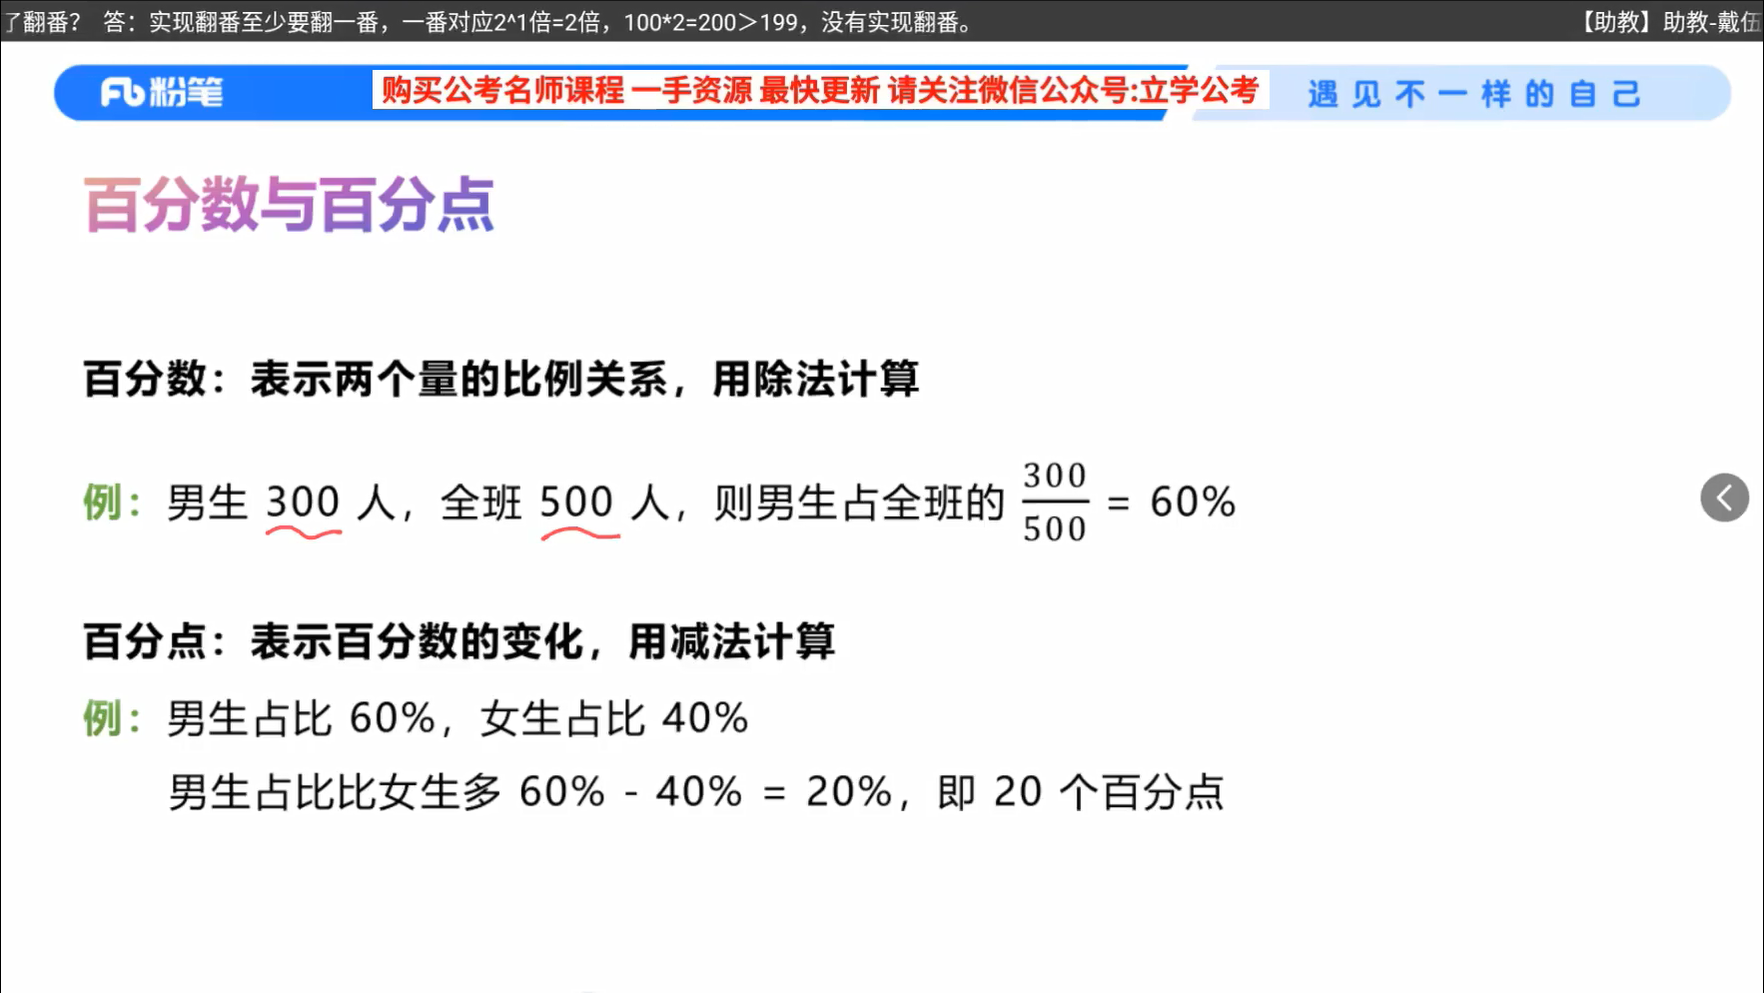 了翻番？ 答：实现翻番至少要翻一番，一番对应2^1倍=2倍，100*2=200＞199，没有实现翻番。 【助教】助教-戴伍
粉笔 购买公考名师课程 一手资源 最快更新 请关注微信公众号:立学公考 遇见不一样的自己
百分数与百分点
百分数：表示两个量的比例关系，用除法计算
例：男生 300 人，全班 500 人，则男生占全班的 300/500 = 60%
百分点：表示百分数的变化，用减法计算
例：男生占比 60%，女生占比 40%
男生占比比女生多 60% - 40% = 20%，即 20 个百分点